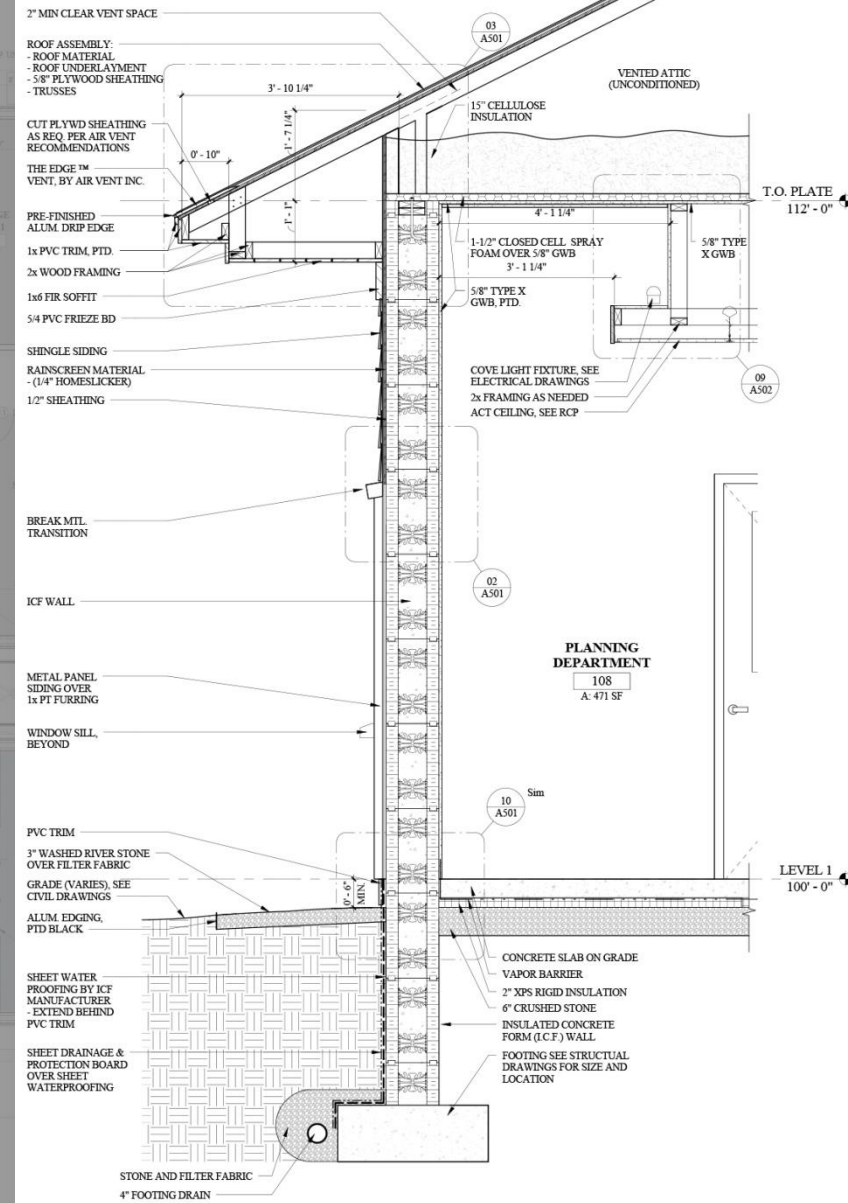 2" MIN CLEAR VENT SPACE
ROOF ASSEMBLY:
- ROOF MATERIAL
- ROOF UNDERLAYMENT
- 5/8" PLYWOOD SHEATHING
- TRUSSES
CUT PLYWD SHEATHING
AS REQ. PER AIR VENT
RECOMMENDATIONS
THE EDGE ™
VENT, BY AIR VENT INC.
PRE-FINISHED
ALUM. DRIP EDGE
1x PVC TRIM, PTD.
2x WOOD FRAMING
1x6 FIR SOFFIT
5/4 PVC FRIEZE BD
SHINGLE SIDING
RAINSCREEN MATERIAL
- (1/4" HOMESLICKER)
1/2" SHEATHING
BREAK MTL.
TRANSITION
ICF WALL
METAL PANEL
SIDING OVER
1x PT FURRING
WINDOW SILL,
BEYOND
PVC TRIM
3" WASHED RIVER STONE
OVER FILTER FABRIC
GRADE (VARIES), SEE
CIVIL DRAWINGS
ALUM. EDGING,
PTD BLACK
SHEET WATER
PROOFING BY ICF
MANUFACTURER
- EXTEND BEHIND
PVC TRIM
SHEET DRAINAGE &
PROTECTION BOARD
OVER SHEET
WATERPROOFING
STONE AND FILTER FABRIC
4" FOOTING DRAIN
3' - 10 1/4"
0' - 10"
1' - 7 1/4"
1' - 1"
03
A501
VENTED ATTIC
(UNCONDITIONED)
15" CELLULOSE
INSULATION
T.O. PLATE
112' - 0"
4' - 1 1/4"
1-1/2" CLOSED CELL SPRAY
FOAM OVER 5/8" GWB
5/8" TYPE
X GWB
3' - 1 1/4"
5/8" TYPE X
GWB, PTD.
COVE LIGHT FIXTURE, SEE
ELECTRICAL DRAWINGS
2x FRAMING AS NEEDED
ACT CEILING, SEE RCP
09
A502
02
A501
PLANNING
DEPARTMENT
108
A: 471 SF
10
A501
Sim
0' - 6"
MIN.
LEVEL 1
100' - 0"
CONCRETE SLAB ON GRADE
VAPOR BARRIER
2" XPS RIGID INSULATION
6" CRUSHED STONE
INSULATED CONCRETE
FORM (I.C.F.) WALL
FOOTING SEE STRUCTUAL
DRAWINGS FOR SIZE AND
LOCATION